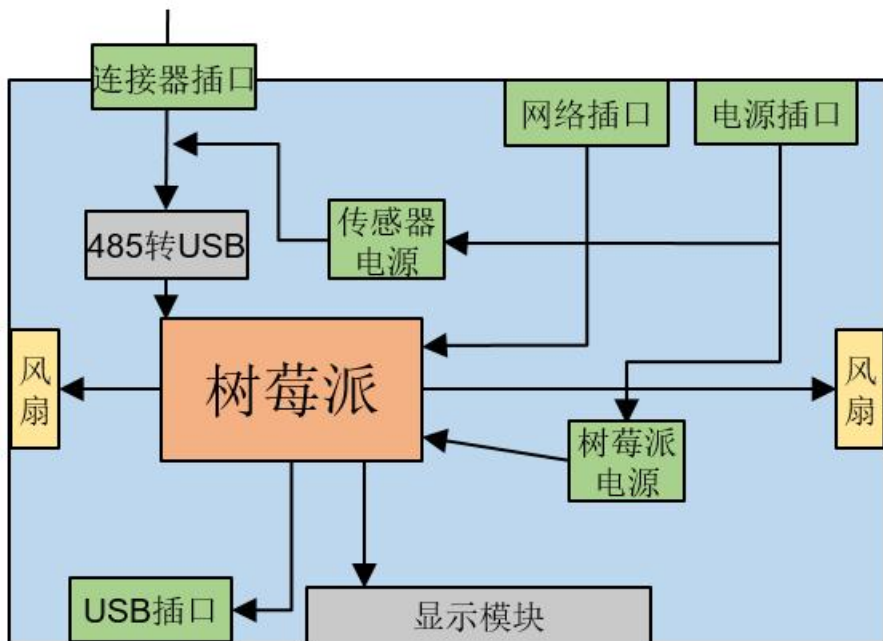 连接器插口
网络插口
电源插口
485转USB
传感器
电源
风
扇
树莓派
风
扇
树莓派
电源
USB插口
显示模块